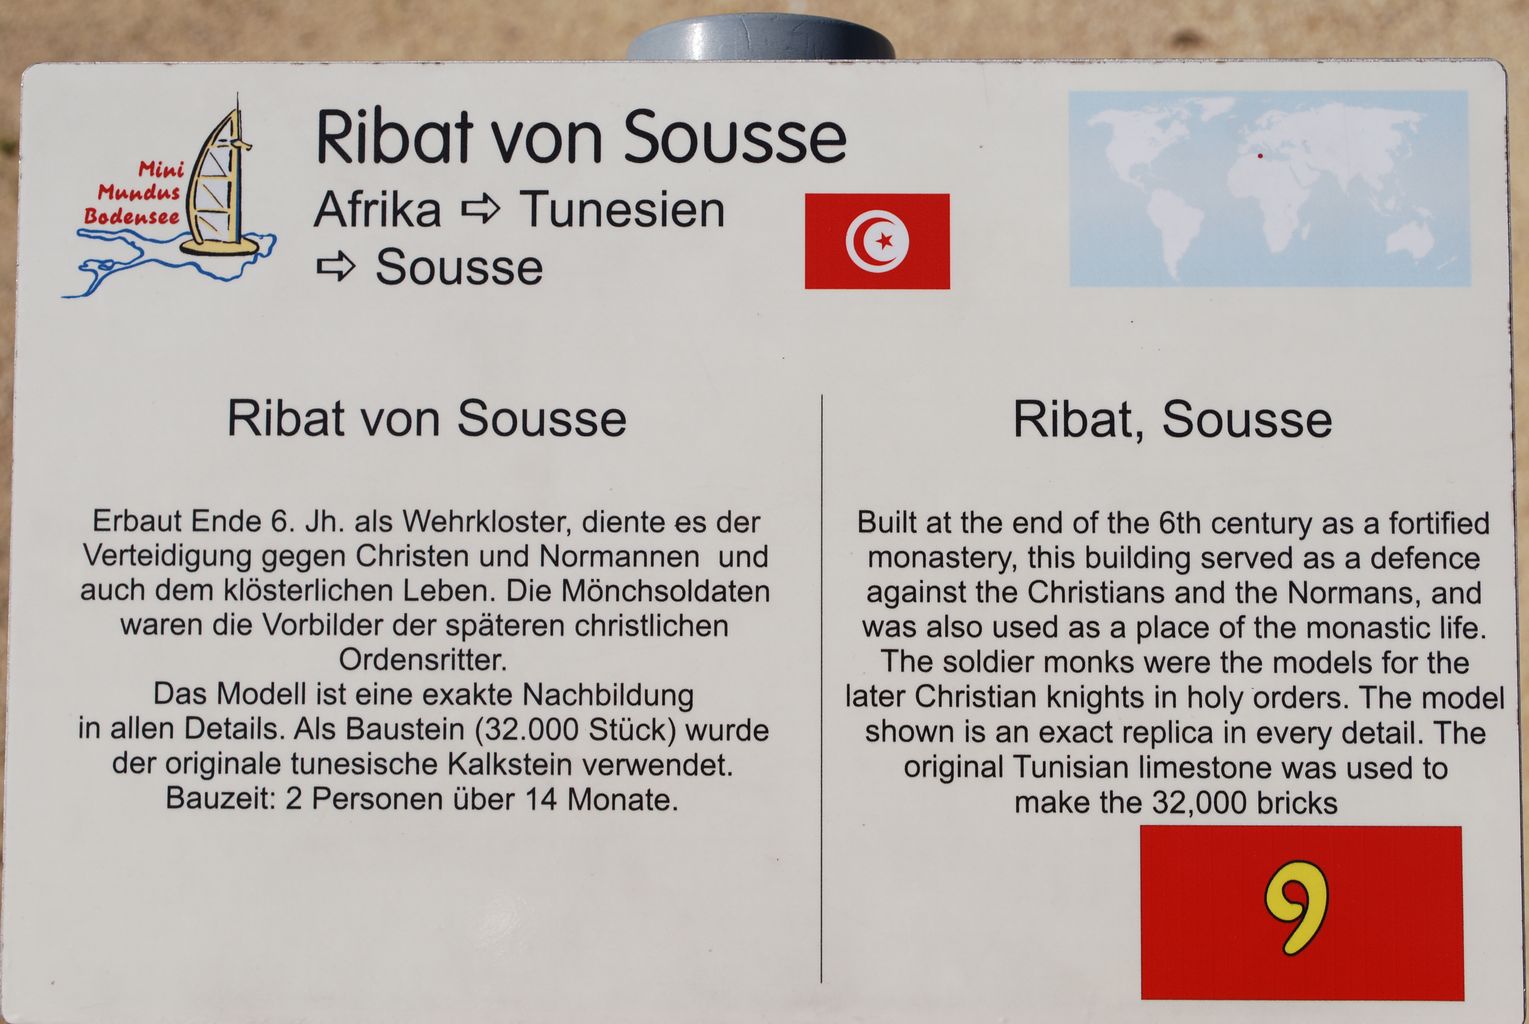 Mini
Mundus
Bodensee
Ribat von Sousse
Afrika ⇨ Tunesien
⇨ Sousse
Ribat von Sousse
Erbaut Ende 6. Jh. als Wehrkloster, diente es der
Verteidigung gegen Christen und Normannen und
auch dem klösterlichen Leben. Die Mönchsoldaten
waren die Vorbilder der späteren christlichen
Ordensritter.
Das Modell ist eine exakte Nachbildung
in allen Details. Als Baustein (32.000 Stück) wurde
der originale tunesische Kalkstein verwendet.
Bauzeit: 2 Personen über 14 Monate.
Ribat, Sousse
Built at the end of the 6th century as a fortified
monastery, this building served as a defence
against the Christians and the Normans, and
was also used as a place of the monastic life.
The soldier monks were the models for the
later Christian knights in holy orders. The model
shown is an exact replica in every detail. The
original Tunisian limestone was used to
make the 32,000 bricks
9